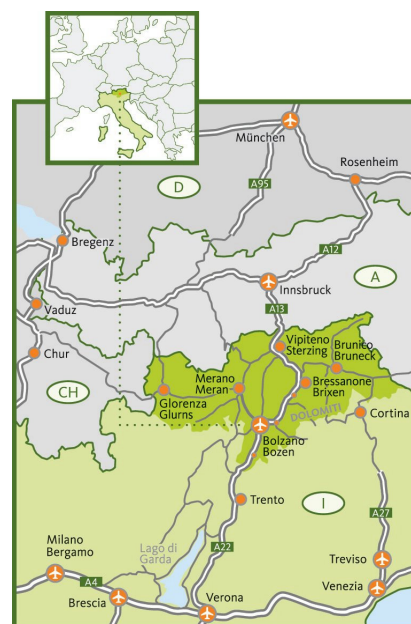 München
Rosenheim
D
A95
Bregenz
A12
A
Innsbruck
A13
Vaduz
Chur
CH
Vipiteno
Sterzing
Brunico
Bruneck
Merano
Meran
Bressanone
Brixen
Glorenza
Glurns
DOLOMITI
Cortina
Bolzano
Bozen
Trento
I
A27
A22
Lago di
Garda
Milano
Bergamo
A4
Treviso
Venezia
Brescia
Verona